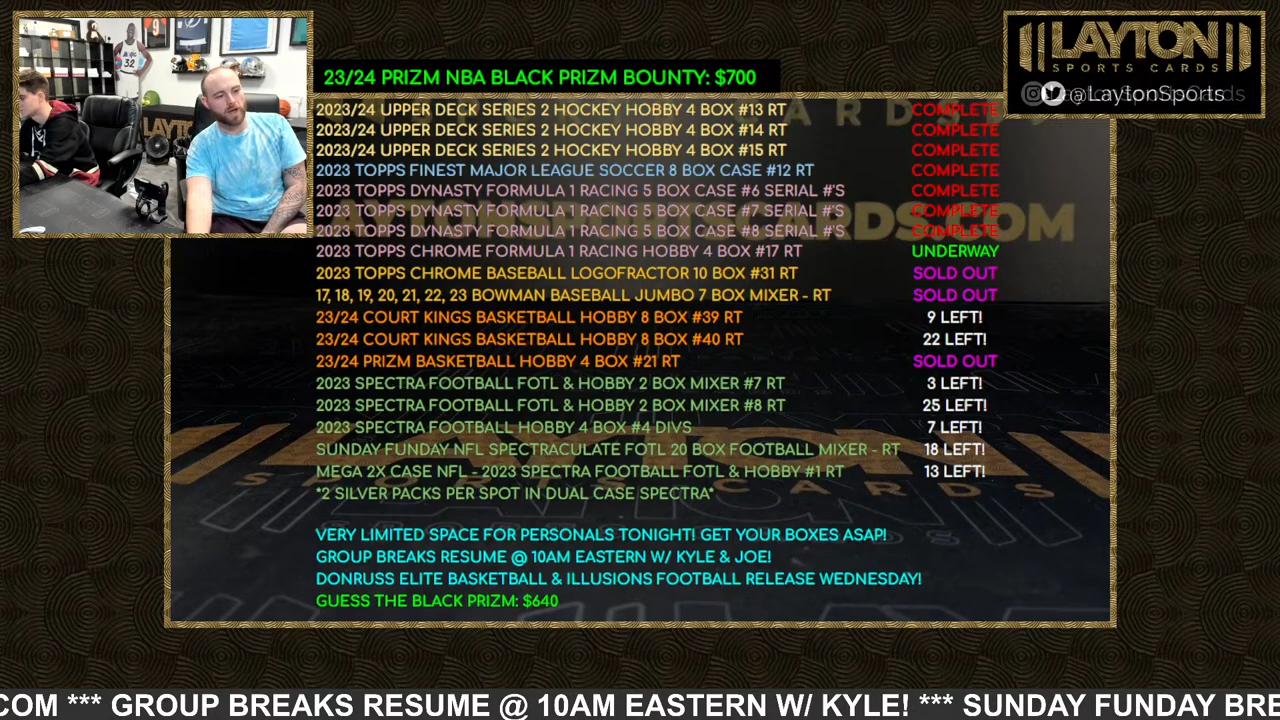 LAYTON
SPORTS CARDS
@LaytonSports
23/24 PRIZM NBA BLACK PRIZM BOUNTY: $700
2023/24 UPPER DECK SERIES 2 HOCKEY HOBBY 4 BOX #13 RT COMPLETE
2023/24 UPPER DECK SERIES 2 HOCKEY HOBBY 4 BOX #14 RT COMPLETE
2023/24 UPPER DECK SERIES 2 HOCKEY HOBBY 4 BOX #15 RT COMPLETE
2023 TOPPS FINEST MAJOR LEAGUE SOCCER 8 BOX CASE #12 RT COMPLETE
2023 TOPPS DYNASTY FORMULA 1 RACING 5 BOX CASE #6 SERIAL #'S COMPLETE
2023 TOPPS DYNASTY FORMULA 1 RACING 5 BOX CASE #7 SERIAL #'S COMPLETE
2023 TOPPS DYNASTY FORMULA 1 RACING 5 BOX CASE #8 SERIAL #'S COMPLETE
2023 TOPPS CHROME FORMULA 1 RACING HOBBY 4 BOX #17 RT UNDERWAY
2023 TOPPS CHROME BASEBALL LOGOFRACTOR 10 BOX #31 RT SOLD OUT
17, 18, 19, 20, 21, 22, 23 BOWMAN BASEBALL JUMBO 7 BOX MIXER - RT SOLD OUT
23/24 COURT KINGS BASKETBALL HOBBY 8 BOX #39 RT 9 LEFT!
23/24 COURT KINGS BASKETBALL HOBBY 8 BOX #40 RT 22 LEFT!
23/24 PRIZM BASKETBALL HOBBY 4 BOX #21 RT SOLD OUT
2023 SPECTRA FOOTBALL FOTL & HOBBY 2 BOX MIXER #7 RT 3 LEFT!
2023 SPECTRA FOOTBALL FOTL & HOBBY 2 BOX MIXER #8 RT 25 LEFT!
2023 SPECTRA FOOTBALL HOBBY 4 BOX #4 DIVS 7 LEFT!
SUNDAY FUNDAY NFL SPECTRACULATE FOTL 20 BOX FOOTBALL MIXER - RT 18 LEFT!
MEGA 2X CASE NFL - 2023 SPECTRA FOOTBALL FOTL & HOBBY #1 RT 13 LEFT!
*2 SILVER PACKS PER SPOT IN DUAL CASE SPECTRA*
VERY LIMITED SPACE FOR PERSONALS TONIGHT! GET YOUR BOXES ASAP!
GROUP BREAKS RESUME @ 10AM EASTERN W/ KYLE & JOE!
DONRUSS ELITE BASKETBALL & ILLUSIONS FOOTBALL RELEASE WEDNESDAY!
GUESS THE BLACK PRIZM: $640
.COM *** GROUP BREAKS RESUME @ 10AM EASTERN W/ KYLE! *** SUNDAY FUNDAY BRE